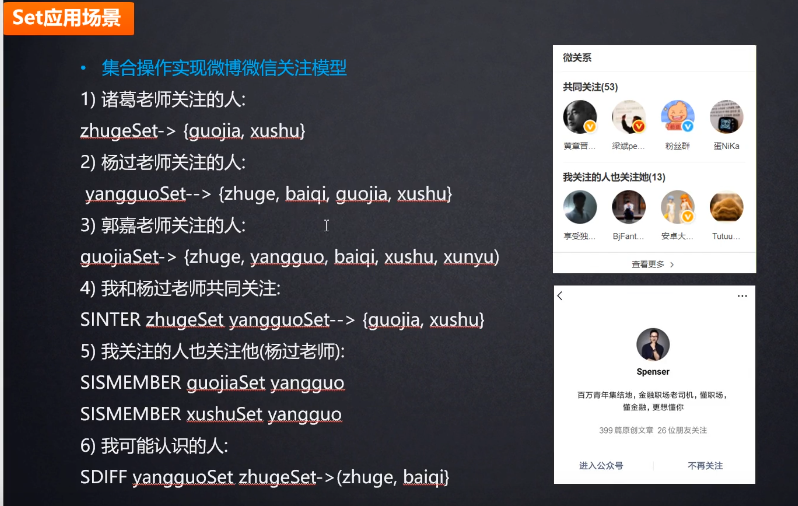 Set应用场景
• 集合操作实现微博微信关注模型
1) 诸葛老师关注的人:
zhugeSet-> {guojia, xushu}
2) 杨过老师关注的人:
yangguoSet--> {zhuge, baiqi, guojia, xushu}
3) 郭嘉老师关注的人:
guojiaSet-> {zhuge, yangguo, baiqi, xushu, xunyu)
4) 我和杨过老师共同关注:
SINTER zhugeSet yangguoSet--> {guojia, xushu}
5) 我关注的人也关注他(杨过老师):
SISMEMBER guojiaSet yangguo
SISMEMBER xushuSet yangguo
6) 我可能认识的人:
SDIFF yangguoSet zhugeSet->(zhuge, baiqi}
微关系
共同关注(53)
黄章晋... 梁斌pe... 粉丝群 蛋NiKa
我关注的人也关注她(13)
享受独... BjFant... 安卓大... Tutuu...
查看更多 >
<
...
Spenser
百万青年集结地，金融职场老司机，懂职场，
懂金融，更想懂你
399 篇原创文章 26 位朋友关注
进入公众号 不再关注